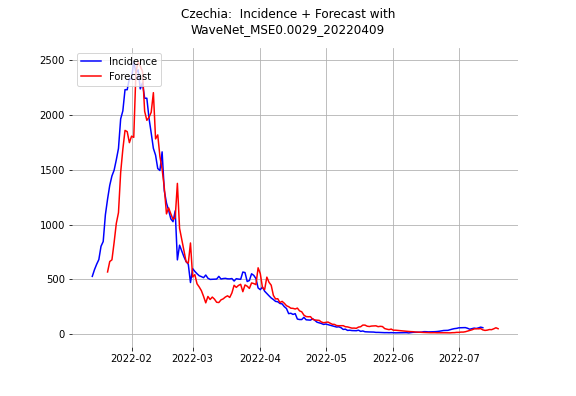 Czechia:  Incidence + Forecast with
WaveNet_MSE0.0029_20220409
Incidence
Forecast
2500
2000
1500
1000
500
0
2022-02 2022-03 2022-04 2022-05 2022-06 2022-07